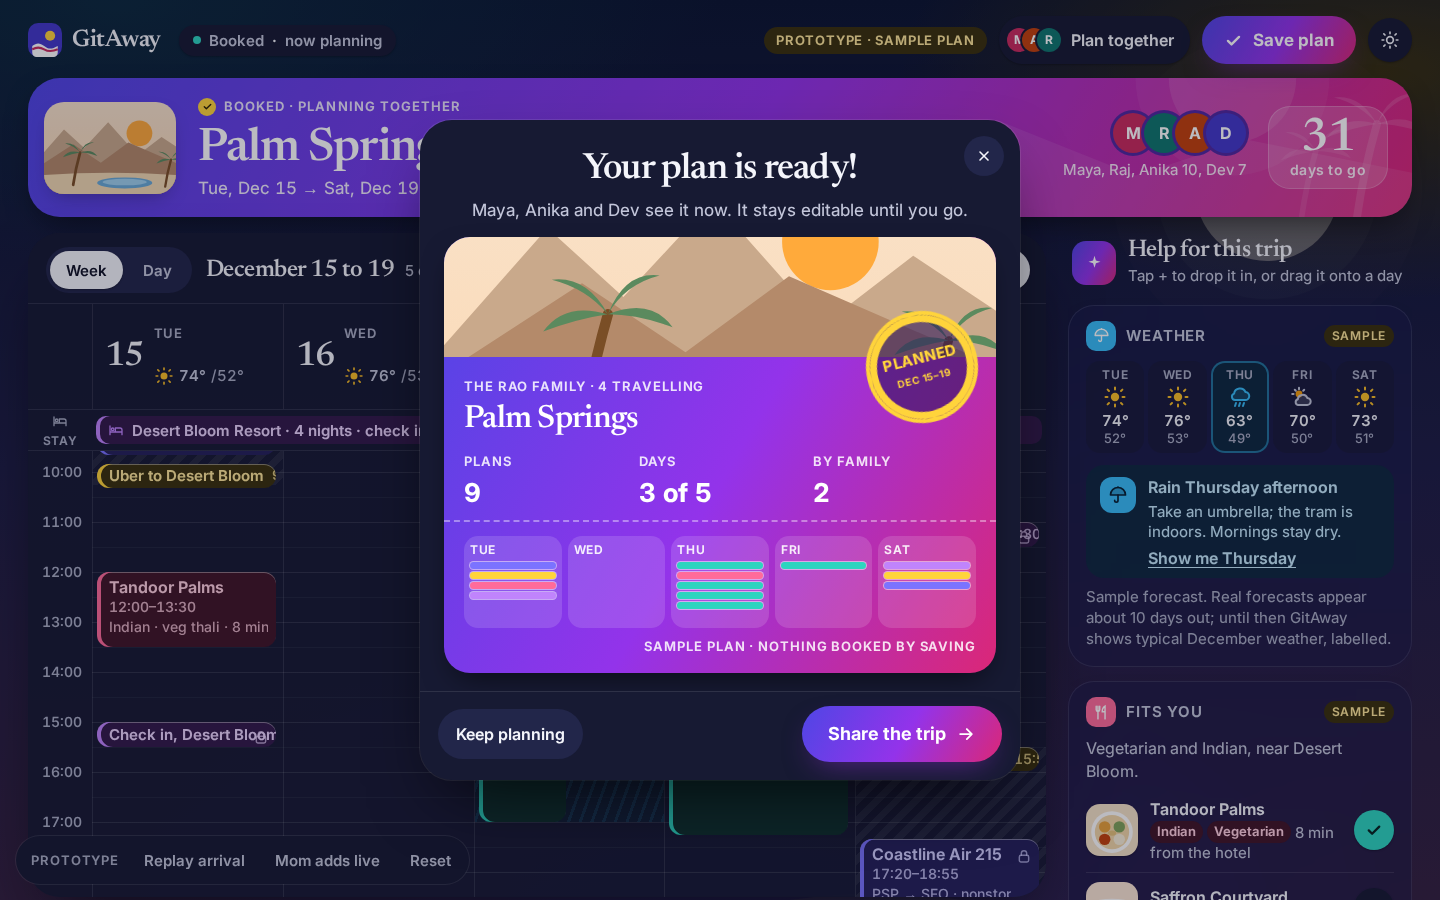 GitAway
Booked · now planning
PROTOTYPE · SAMPLE PLAN
R
Plan together
Save plan
BOOKED · PLANNING TOGETHER
Palm Spring
Tue, Dec 15 → Sat, Dec 19
M R A D
Maya, Raj, Anika 10, Dev 7
31
days to go
Your plan is ready!
Maya, Anika and Dev see it now. It stays editable until you go.
PLANNED
DEC 15–19
THE RAO FAMILY · 4 TRAVELLING
Palm Springs
PLANS
DAYS
BY FAMILY
9
3 of 5
2
TUE
WED
THU
FRI
SAT
SAMPLE PLAN · NOTHING BOOKED BY SAVING
Keep planning
Share the trip →
Week
Day
December 15 to 19
15
TUE
74° /52°
16
WED
76° /53
STAY
Desert Bloom Resort · 4 nights · check i
10:00
Uber to Desert Bloom
11:00
12:00
Tandoor Palms
12:00–13:30
Indian · veg thali · 8 min
13:00
14:00
15:00
Check in, Desert Bloom
16:00
17:00
Coastline Air 215
17:20–18:55
PSP → SFO · nonstop
PROTOTYPE
Replay arrival
Mom adds live
Reset
Help for this trip
Tap + to drop it in, or drag it onto a day
WEATHER
SAMPLE
TUE
WED
THU
FRI
SAT
74°
76°
63°
70°
73°
52°
53°
49°
50°
51°
Rain Thursday afternoon
Take an umbrella; the tram is
indoors. Mornings stay dry.
Show me Thursday
Sample forecast. Real forecasts appear
about 10 days out; until then GitAway
shows typical December weather, labelled.
FITS YOU
SAMPLE
Vegetarian and Indian, near Desert
Bloom.
Tandoor Palms
Indian
Vegetarian
8 min
from the hotel
Saffron Courtyard